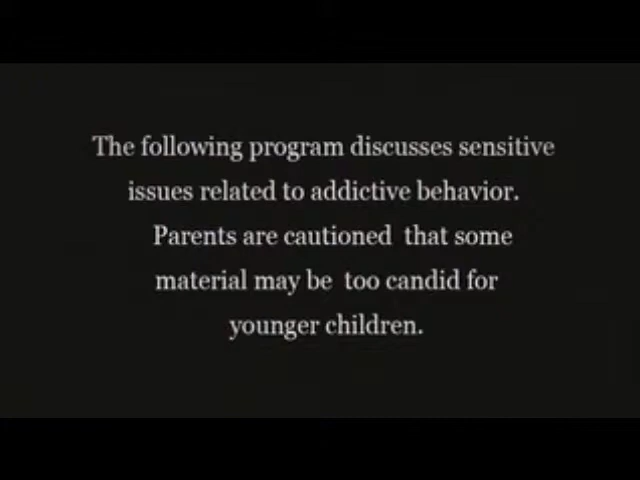 The following program discusses sensitive
issues related to addictive behavior.
Parents are cautioned  that some
material may be  too candid for
younger children.